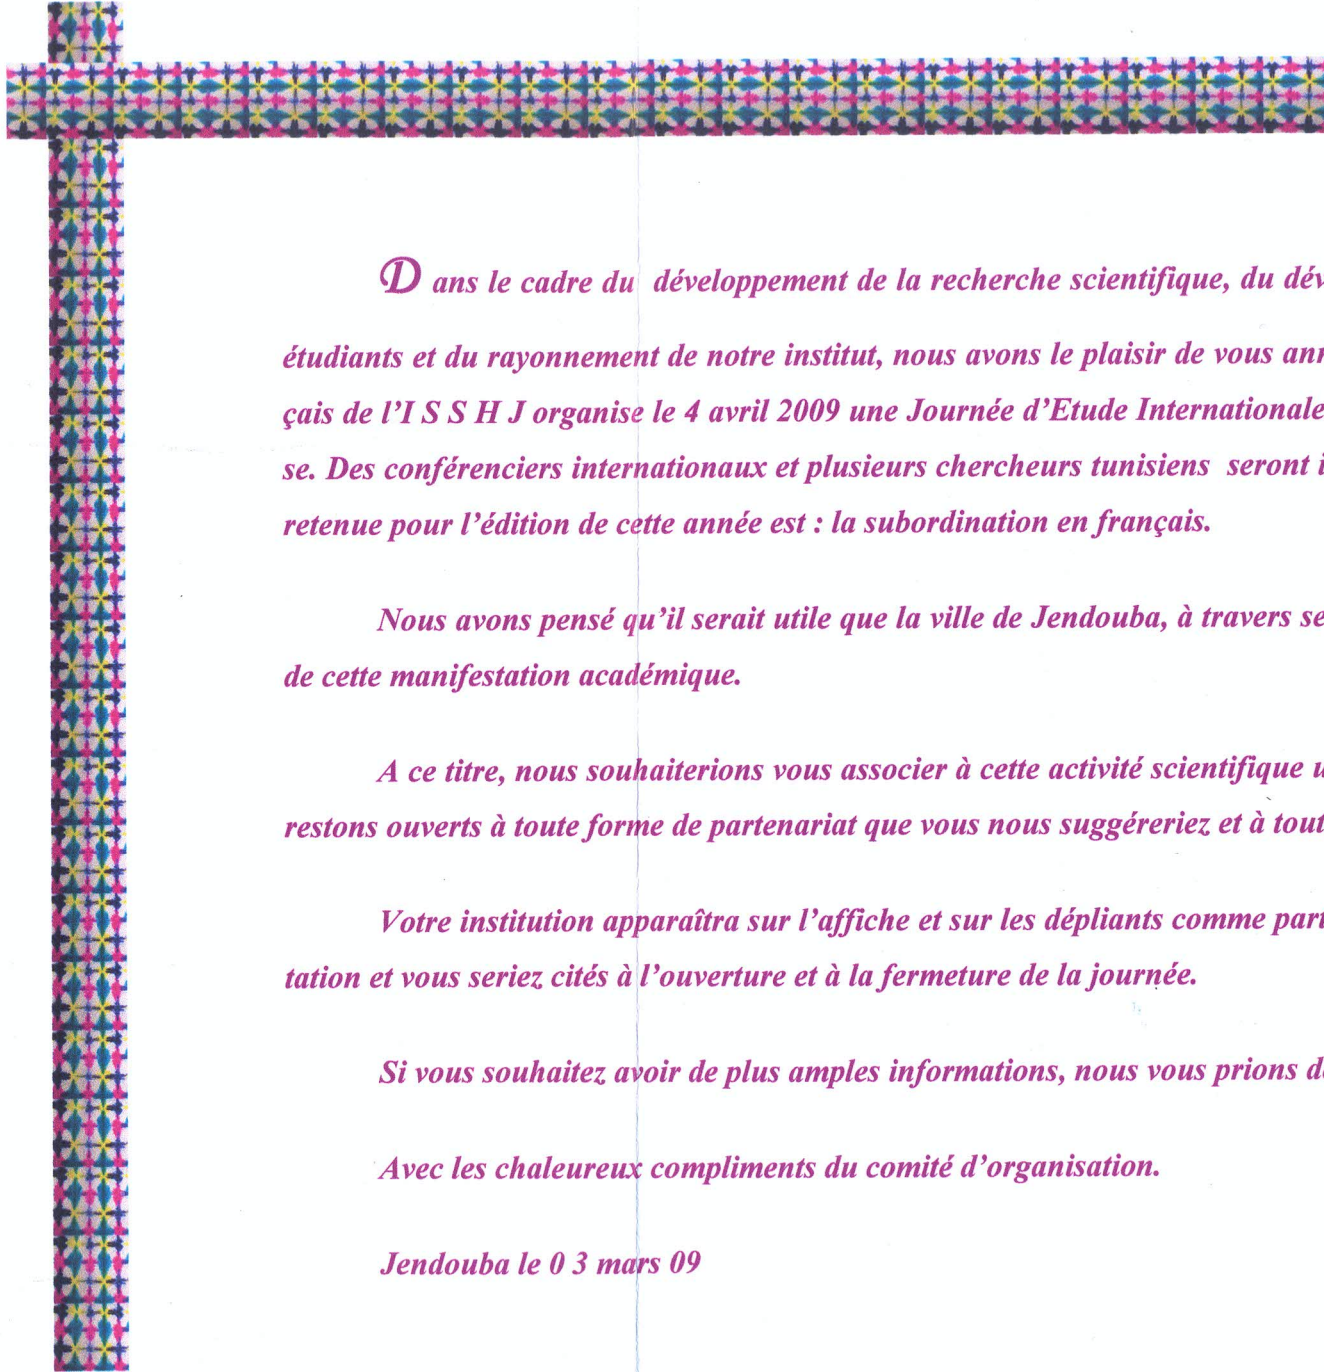 Dans le cadre du développement de la recherche scientifique, du dév
étudiants et du rayonnement de notre institut, nous avons le plaisir de vous ann
çais de l’I S S H J organise le 4 avril 2009 une Journée d’Etude Internationale
se. Des conférenciers internationaux et plusieurs chercheurs tunisiens seront i
retenue pour l’édition de cette année est : la subordination en français.
Nous avons pensé qu’il serait utile que la ville de Jendouba, à travers se
de cette manifestation académique.
A ce titre, nous souhaiterions vous associer à cette activité scientifique u
restons ouverts à toute forme de partenariat que vous nous suggéreriez et à tout
Votre institution apparaîtra sur l’affiche et sur les dépliants comme part
tation et vous seriez cités à l’ouverture et à la fermeture de la journée.
Si vous souhaitez avoir de plus amples informations, nous vous prions de
Avec les chaleureux compliments du comité d’organisation.
Jendouba le 0 3 mars 09